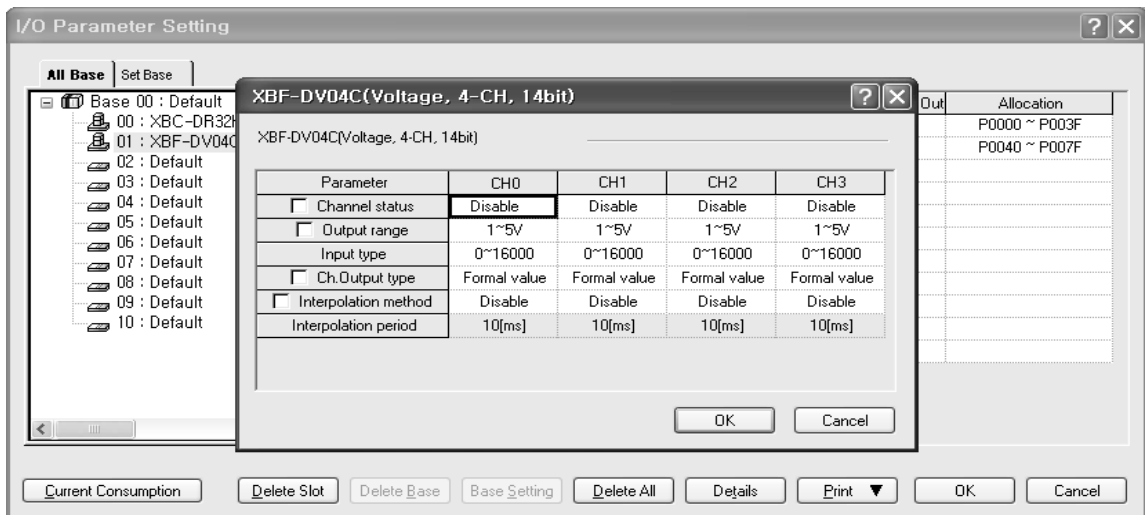 I/O Parameter Setting
All Base Set Base
Base 00 : Default
00 : XBC-DR32H
01 : XBF-DV04C
02 : Default
03 : Default
04 : Default
05 : Default
06 : Default
07 : Default
08 : Default
09 : Default
10 : Default
Out Allocation
P0000 ~ P003F
P0040 ~ P007F
XBF-DV04C(Voltage, 4-CH, 14bit)
XBF-DV04C(Voltage, 4-CH, 14bit)
Parameter CH0 CH1 CH2 CH3
Channel status Disable Disable Disable Disable
Output range 1~5V 1~5V 1~5V 1~5V
Input type 0~16000 0~16000 0~16000 0~16000
Ch.Output type Formal value Formal value Formal value Formal value
Interpolation method Disable Disable Disable Disable
Interpolation period 10[ms] 10[ms] 10[ms] 10[ms]
OK Cancel
Current Consumption Delete Slot Delete Base Base Setting Delete All Details Print ▼ OK Cancel